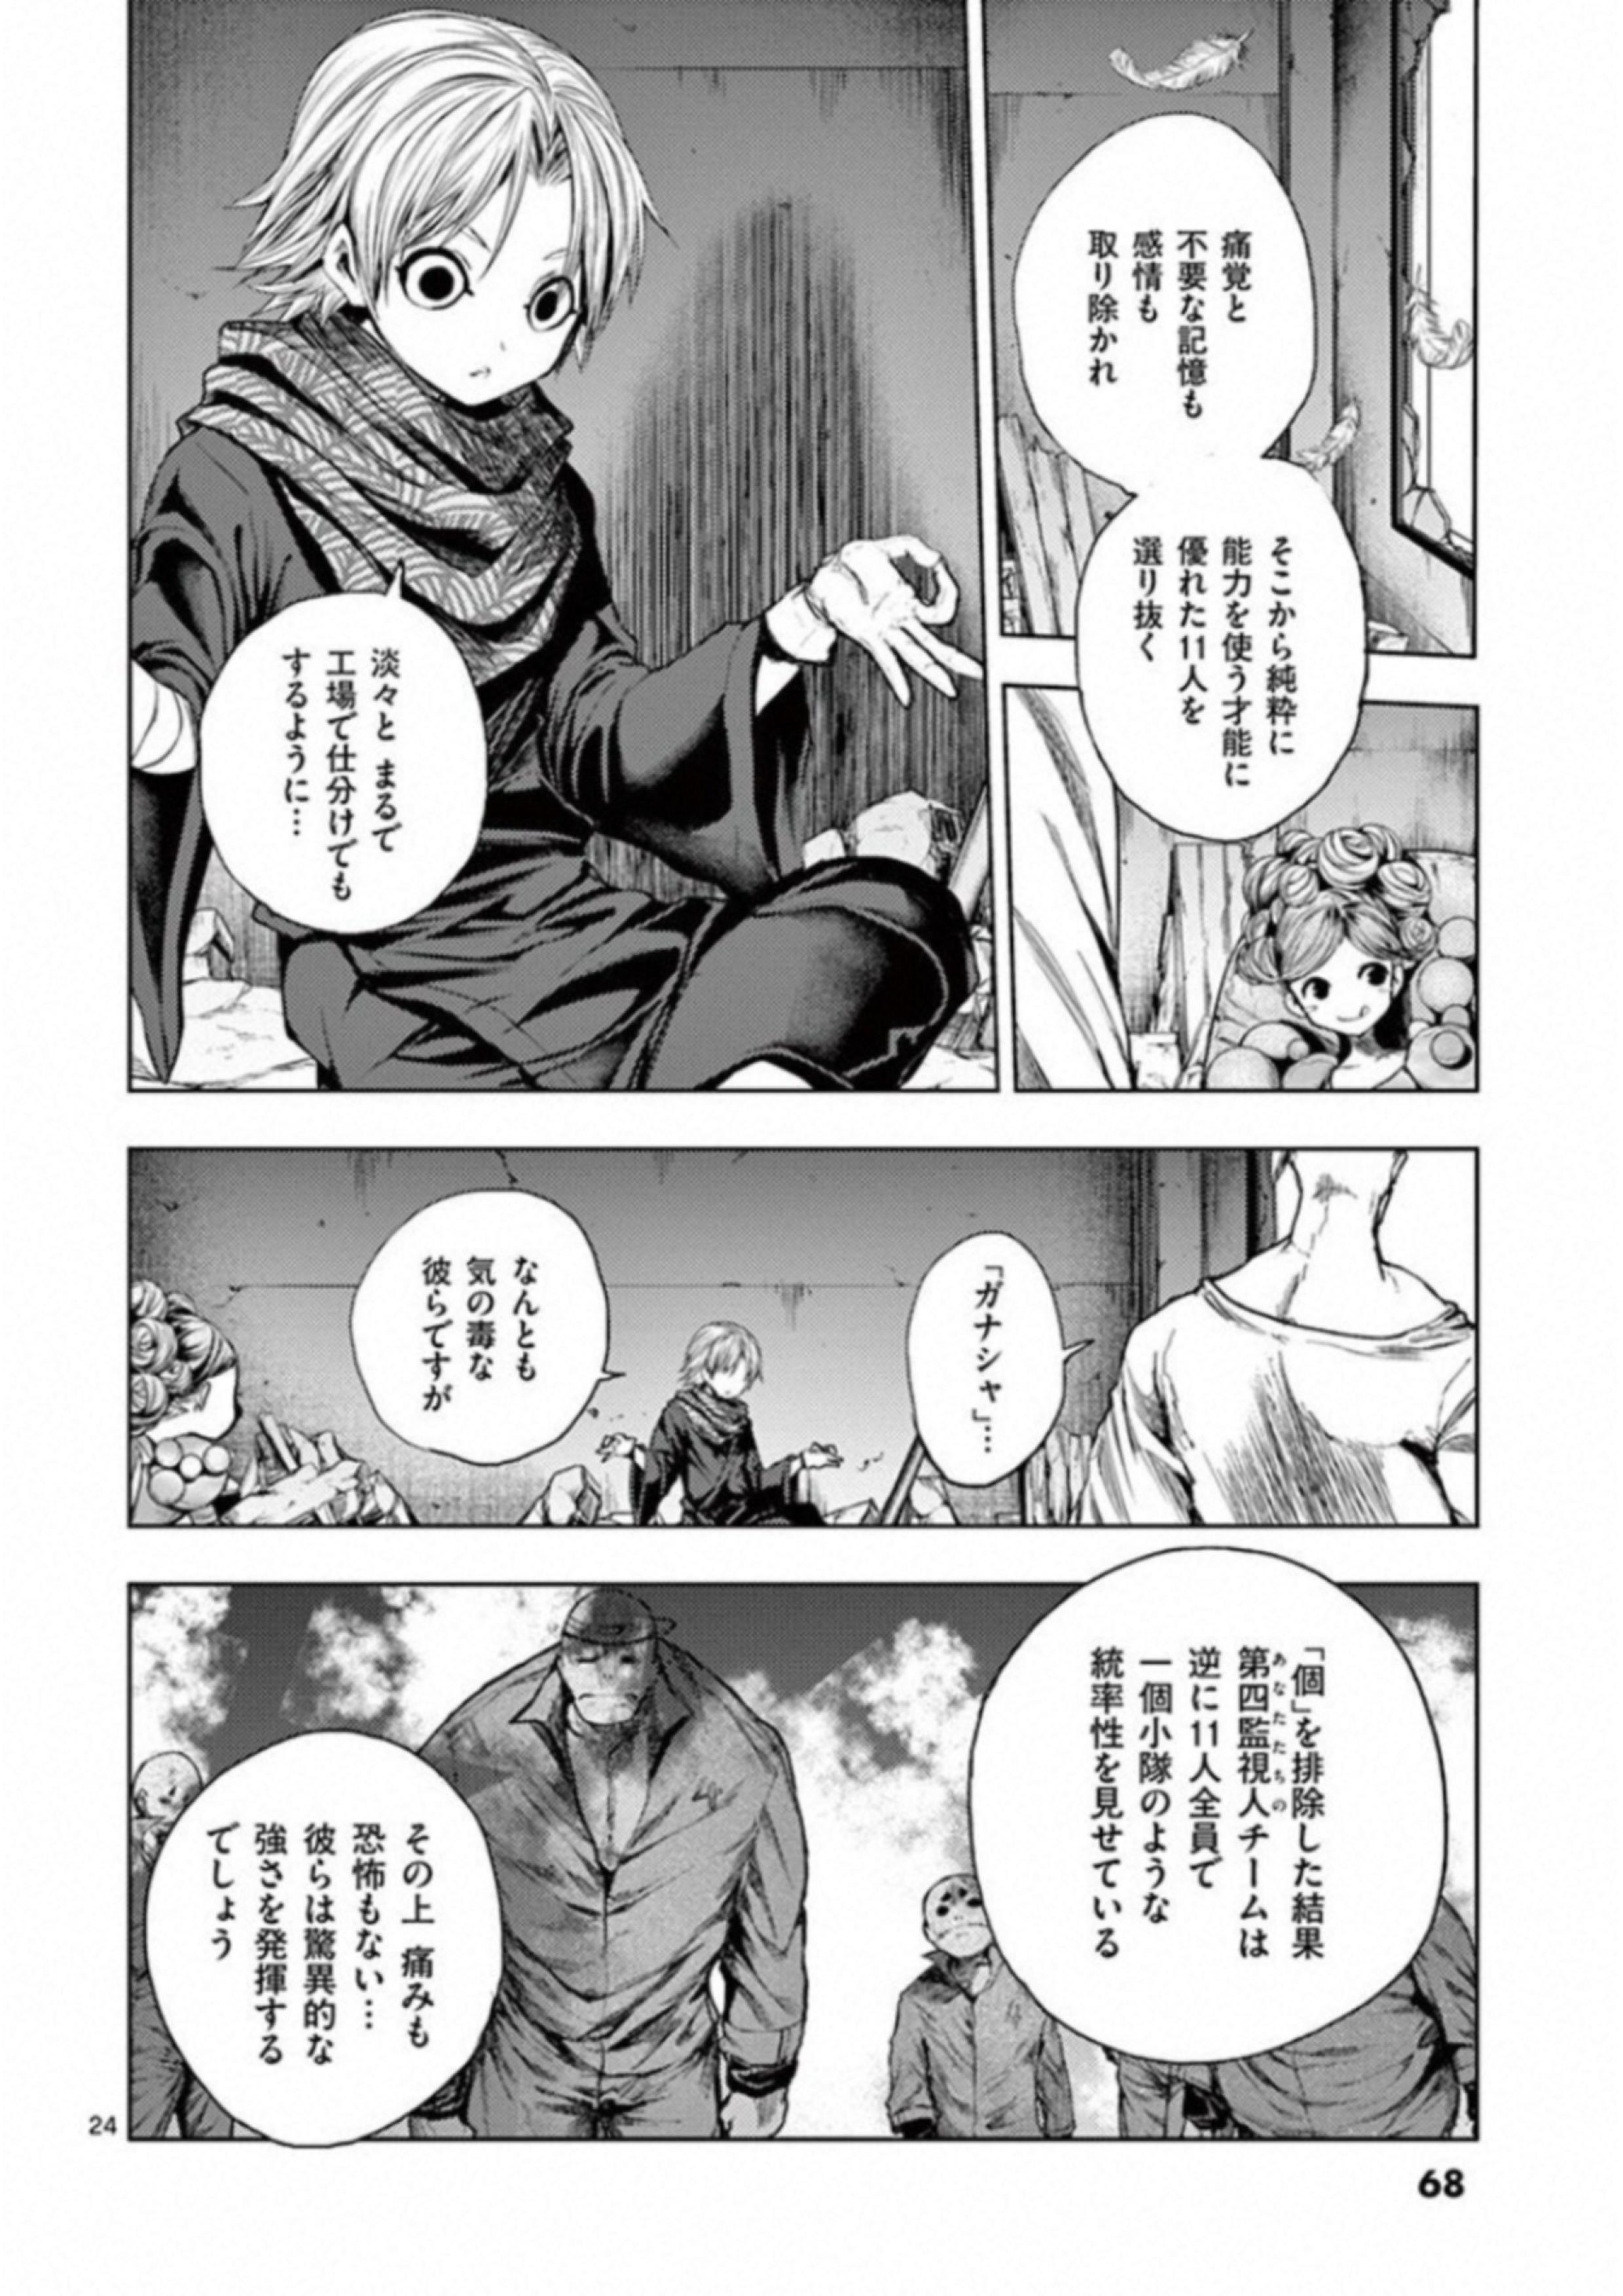 痛覚と
不要な記憶も
感情も
取り除かれ
そこから純粋に
能力を使う才能に
優れた11人を
選り抜く
淡々と まるで
工場で仕分けでも
するように…
「ガナシャ」…
なんとも
気の毒な
彼らですが
「個」を排除した結果
第四監視人チームは
あなたたちの
逆に11人全員で
一個小隊のような
統率性を見せている
その上 痛みも
恐怖もない…
彼らは驚異的な
強さを発揮する
でしょう
24
68